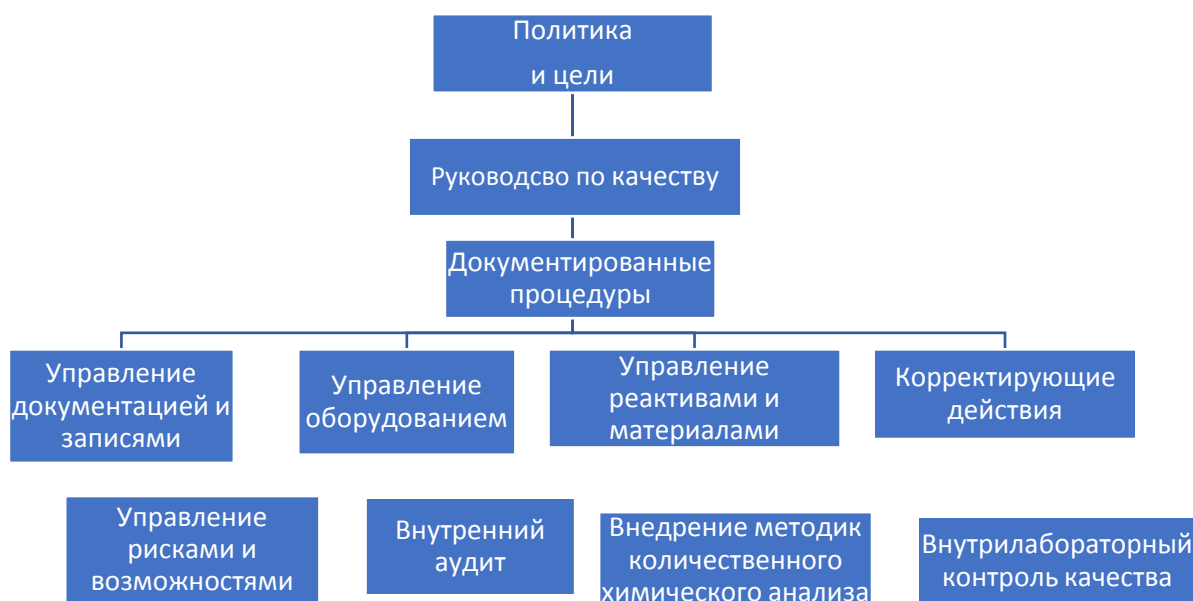 Политика
и цели
Руководсво по качеству
Документированные
процедуры
Управление
документацией и
записями
Управление
оборудованием
Управление
реактивами и
материалами
Корректирующие
действия
Управление
рисками и
возможностями
Внутренний
аудит
Внедрение методик
количественного
химического анализа
Внутрилабораторный
контроль качества